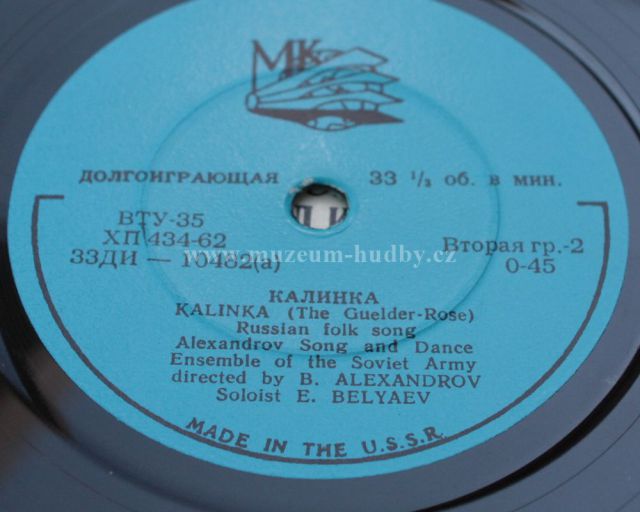 МК
ДОЛГОИГРАЮЩАЯ 33 1/3 об. в мин.
ВТУ-35
ХП 434-62
33ДИ — 10482(а)
Вторая гр.-2
0-45
www.muzeum-hudby.cz
КАЛИНКА
KALINKA (The Guelder-Rose)
Russian folk song
Alexandrov Song and Dance
Ensemble of the Soviet Army
directed by B. ALEXANDROV
Soloist E. BELYAEV
MADE IN THE U.S.S.R.